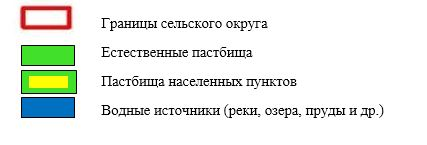 Границы сельского округа
Естественные пастбища
Пастбища населенных пунктов
Водные источники (реки, озера, пруды и др.)